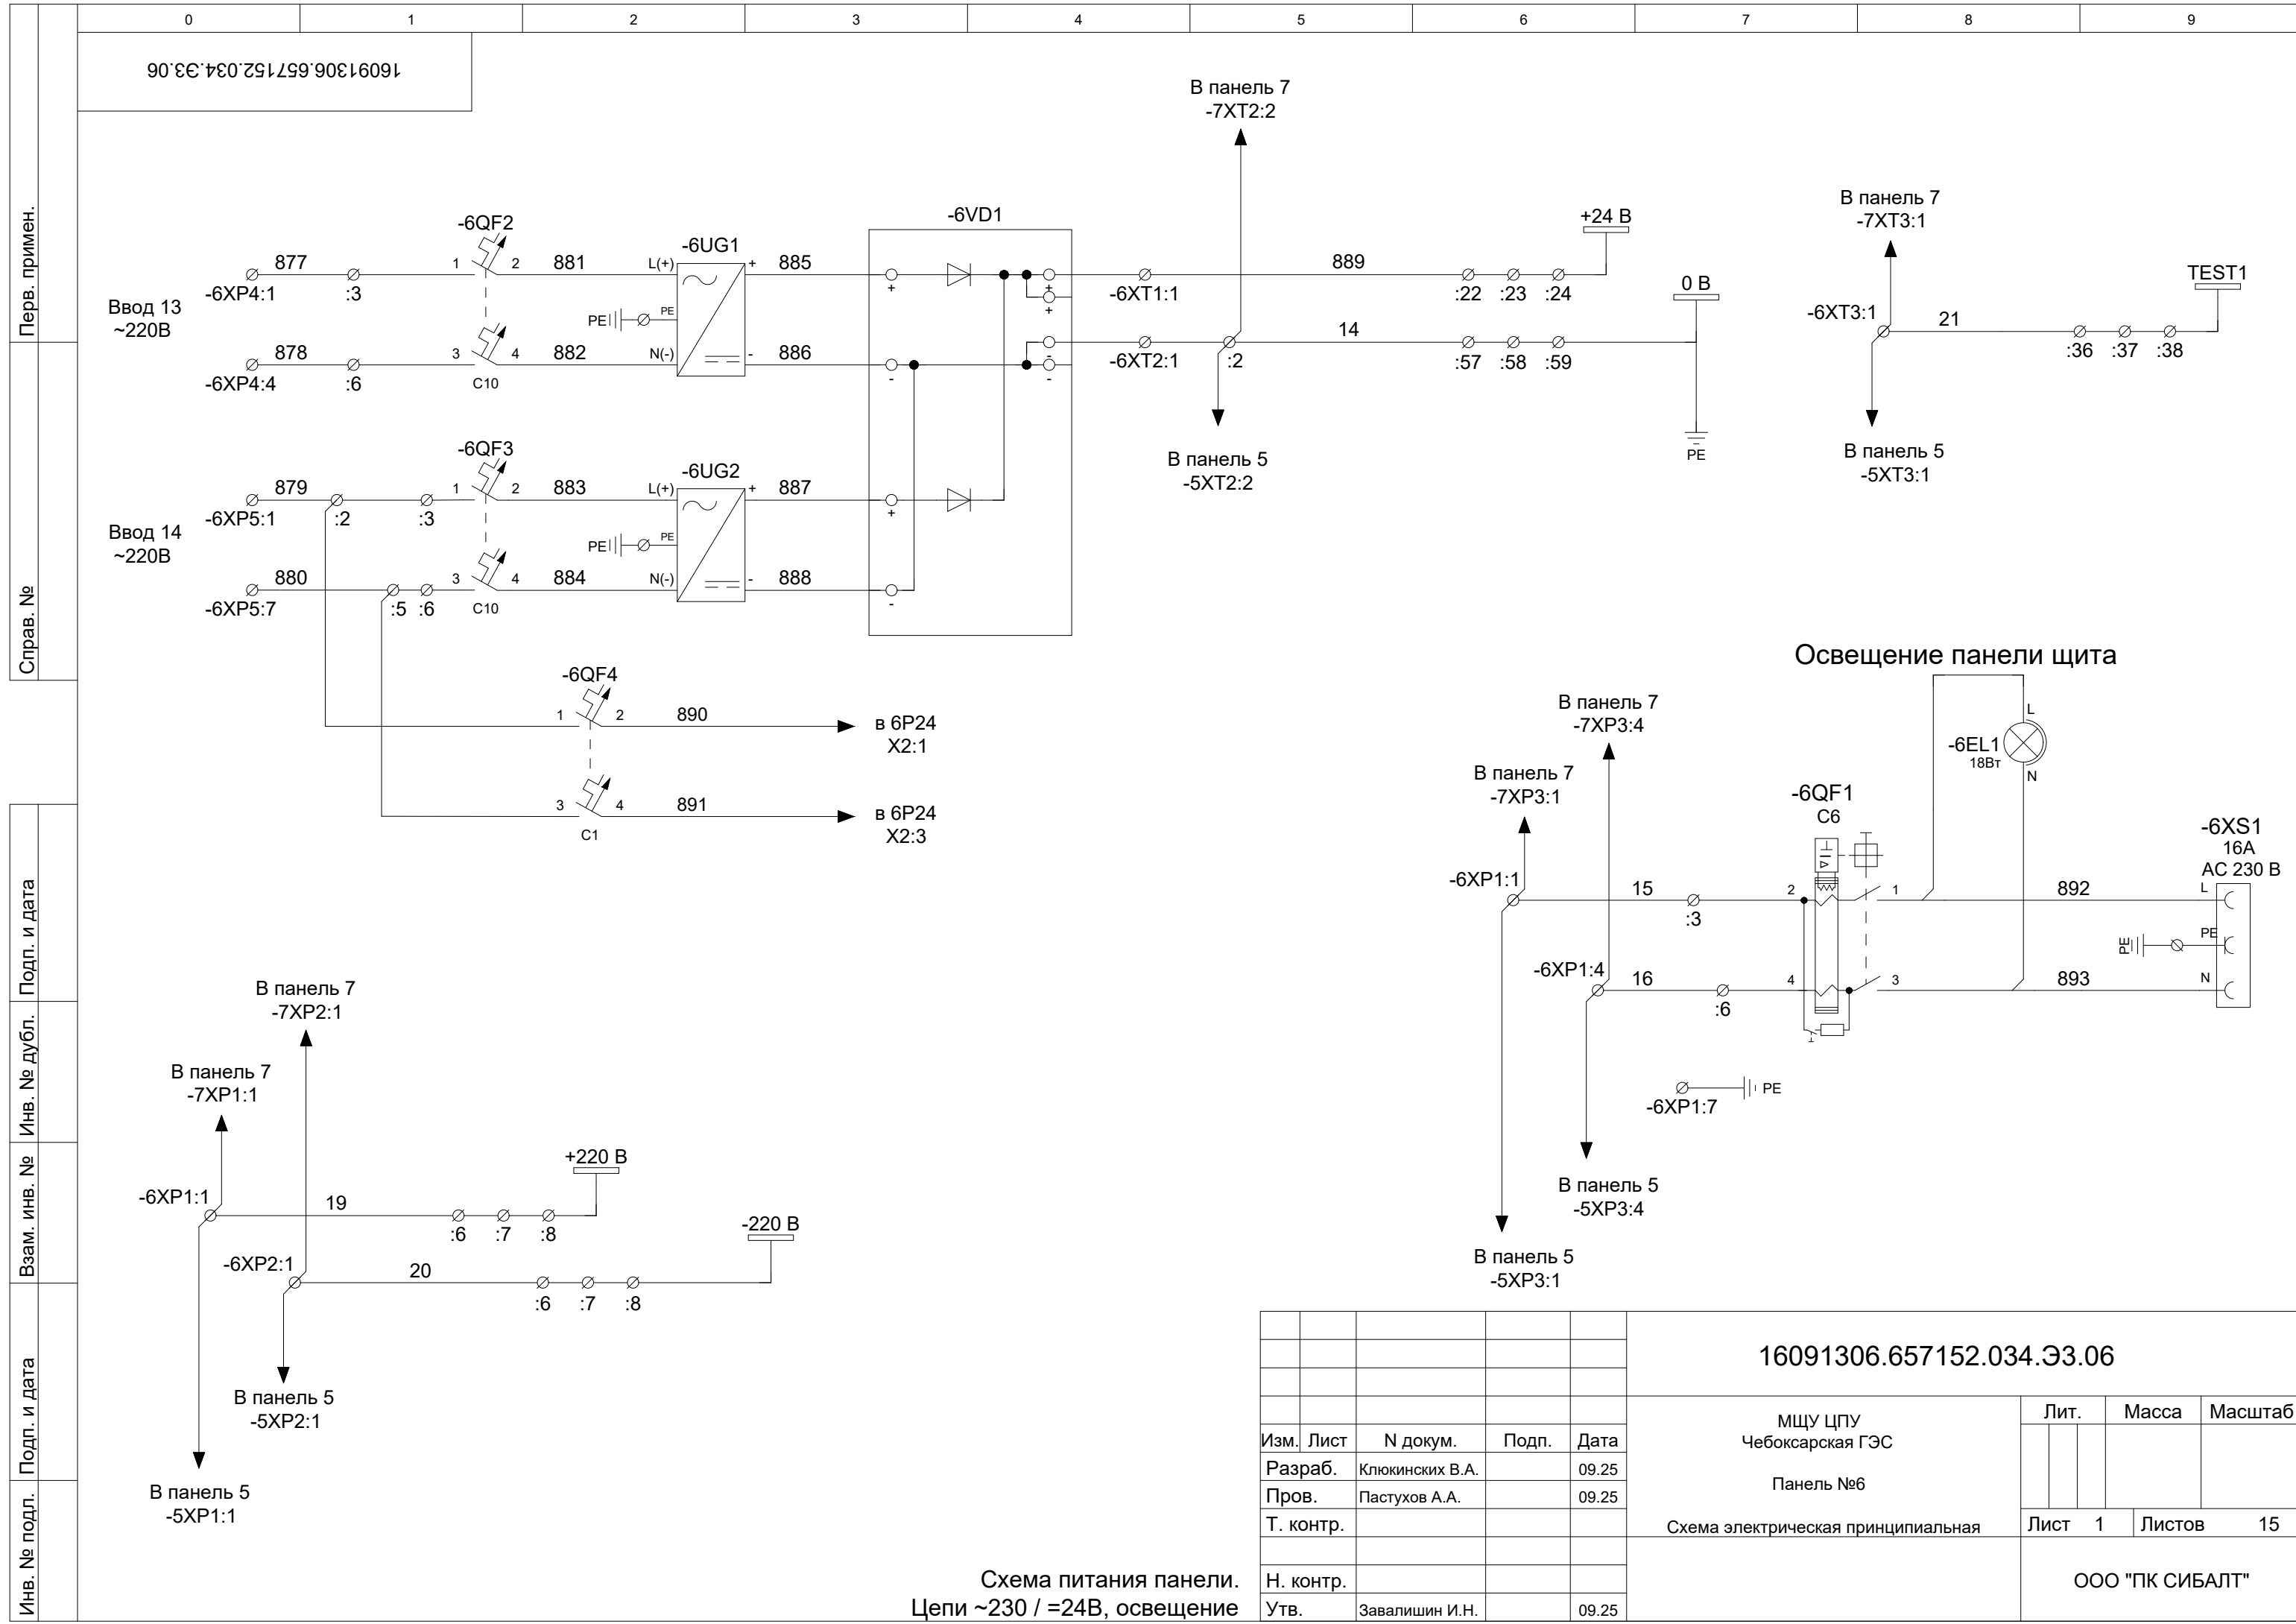 0 1 2 3 4 5 6 7 8 9
16091306.657152.034.ЭЗ.06
Перв. примен.
Справ. №
Подп. и дата
Инв. № дубл.
Взам. инв. №
Подп. и дата
Инв. № подл.
В панель 7
-7XT2:2
Ввод 13
~220В
-6XP4:1
877
:3
-6QF2
1
2
881
L(+)
-6UG1
+
885
-6VD1
+
+
+
-6XT1:1
889
:22 :23 :24
+24 В
PE
PE
-6XP4:4
878
:6
3
4
C10
882
N(-)
-
886
-
-
-
-6XT2:1
:2
14
:57 :58 :59
0 В
PE
В панель 5
-5XT2:2
В панель 7
-7XT3:1
-6XT3:1
21
:36 :37 :38
TEST1
В панель 5
-5XT3:1
Ввод 14
~220В
-6XP5:1
879
:2
:3
-6QF3
1
2
883
L(+)
-6UG2
+
887
+
PE
PE
-6XP5:7
880
:5 :6
3
4
C10
884
N(-)
-
888
-
-6QF4
1
2
890
в 6P24
X2:1
3
4
C1
891
в 6P24
X2:3
Освещение панели щита
В панель 7
-7XP3:4
В панель 7
-7XP3:1
-6XP1:1
15
:3
-6QF1
C6
2
1
-6EL1
18Вт
L
N
892
-6XS1
16A
AC 230 В
L
PE
PE
N
-6XP1:4
16
:6
4
3
893
-6XP1:7
PE
В панель 5
-5XP3:4
В панель 5
-5XP3:1
В панель 7
-7XP2:1
В панель 7
-7XP1:1
-6XP1:1
19
:6 :7 :8
+220 В
-6XP2:1
20
:6 :7 :8
-220 В
В панель 5
-5XP2:1
В панель 5
-5XP1:1
Схема питания панели.
Цепи ~230 / =24В, освещение
16091306.657152.034.ЭЗ.06
Изм. Лист N докум. Подп. Дата
Разраб. Клюкинских В.А. 09.25
Пров. Пастухов А.А. 09.25
Т. контр.
Н. контр.
Утв. Завалишин И.Н. 09.25
МЩУ ЦПУ
Чебоксарская ГЭС
Панель №6
Схема электрическая принципиальная
Лит. Масса Масштаб
Лист 1 Листов 15
ООО "ПК СИБАЛТ"